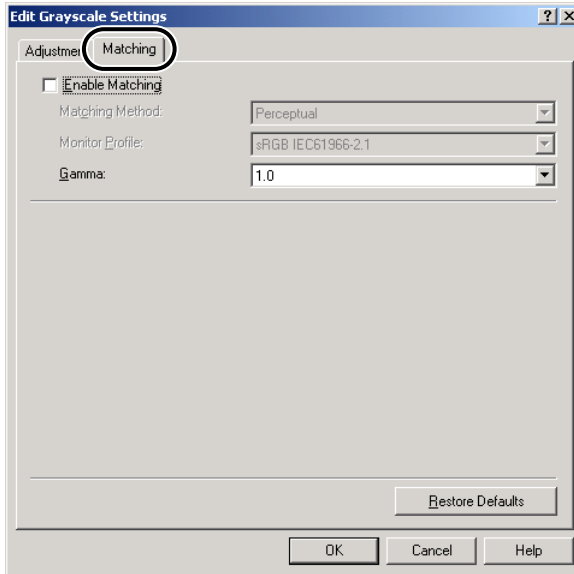 Edit Grayscale Settings
Adjustmen Matching
Enable Matching
Matching Method: Perceptual
Monitor Profile: sRGB IEC61966-2.1
Gamma: 1.0
Restore Defaults
OK Cancel Help